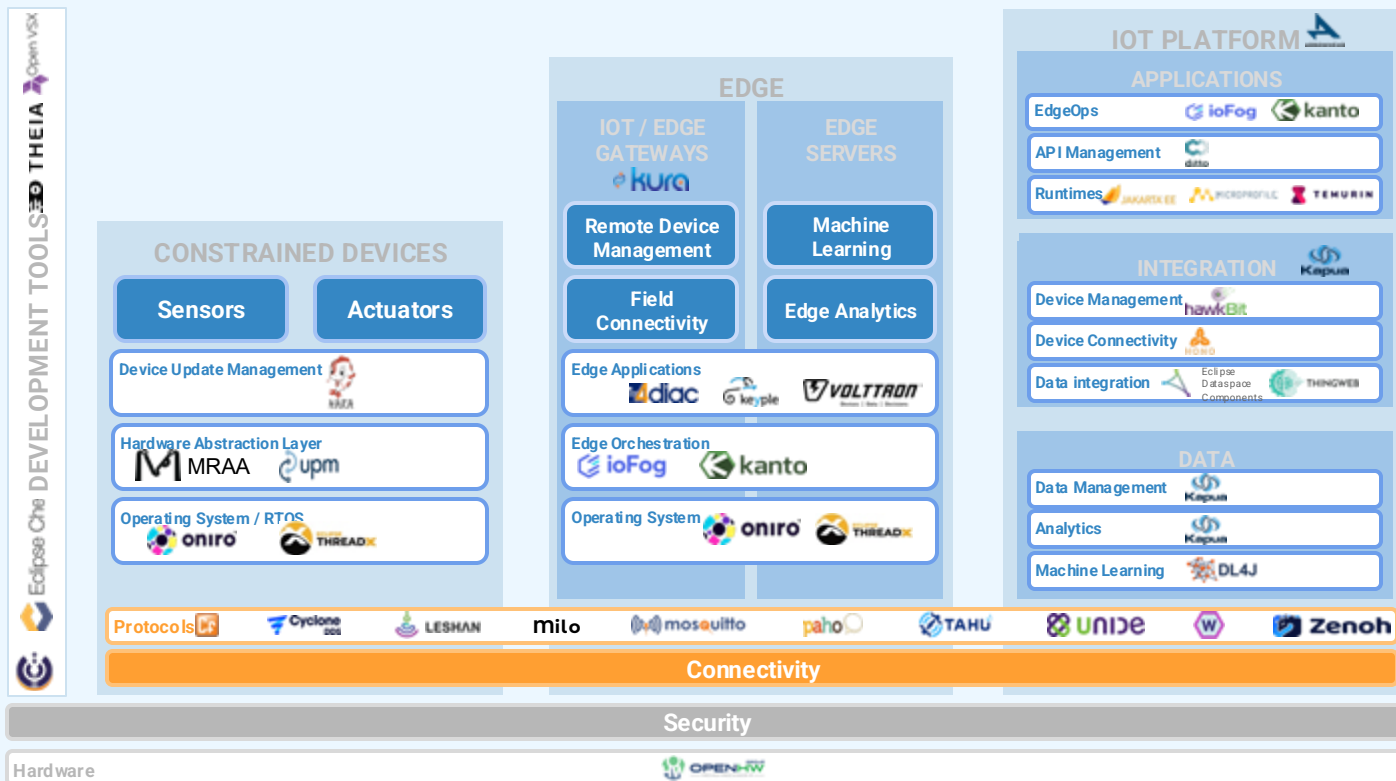 Eclipse Che DEVELOPMENT TOOLS THEIA Open VSX
CONSTRAINED DEVICES
Sensors
Actuators
Device Update Management
HARA
Hardware Abstraction Layer
MRAA
upm
Operating System / RTOS
oniro
THREADX
EDGE
IOT / EDGE
GATEWAYS
kura
EDGE
SERVERS
Remote Device
Management
Machine
Learning
Field
Connectivity
Edge Analytics
Edge Applications
4diac
keyple
VOLTTRON
Edge Orchestration
ioFog
kanto
Operating System
oniro
THREADX
IOT PLATFORM
APPLICATIONS
EdgeOps
ioFog
kanto
API Management
ditto
Runtimes
JAKARTA EE
MICROPROFILE
TEMURIN
INTEGRATION
Kapua
Device Management
hawkBit
Device Connectivity
HONO
Data integration
Eclipse
Dataspace
Components
THINGWEB
DATA
Data Management
Kapua
Analytics
Kapua
Machine Learning
DL4J
Protocols
Cf
Cyclone
DDS
LESHAN
milo
mosquitto
paho
TAHU
UNIDE
W
Zenoh
Connectivity
Security
Hardware
OPENHW